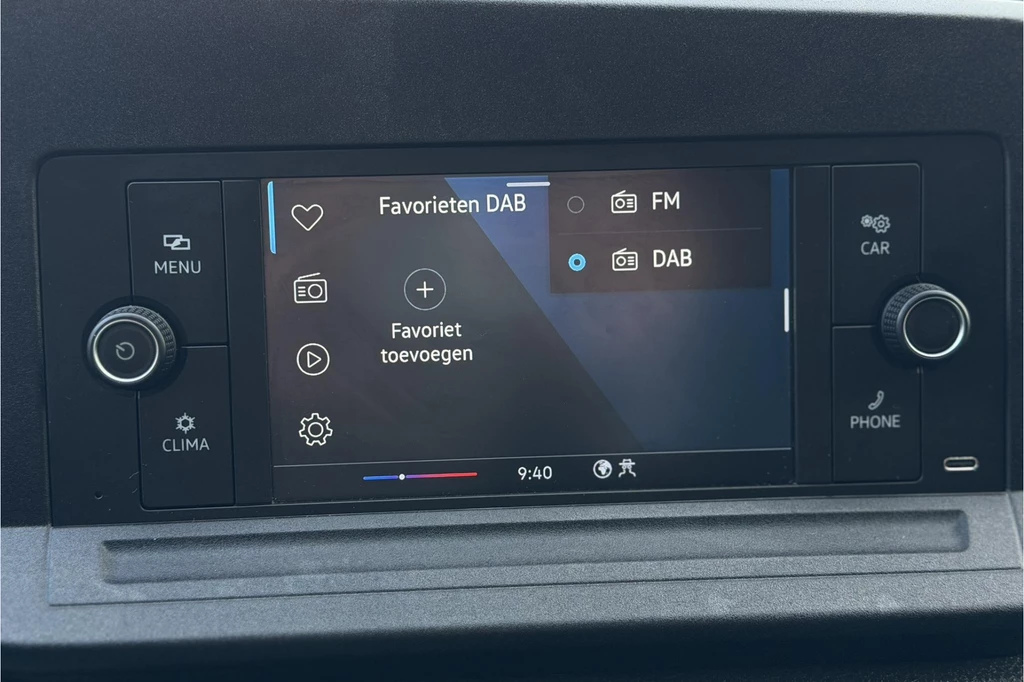 MENU
CLIMA
Favorieten DAB
Favoriet
toevoegen
FM
DAB
9:40
CAR
PHONE